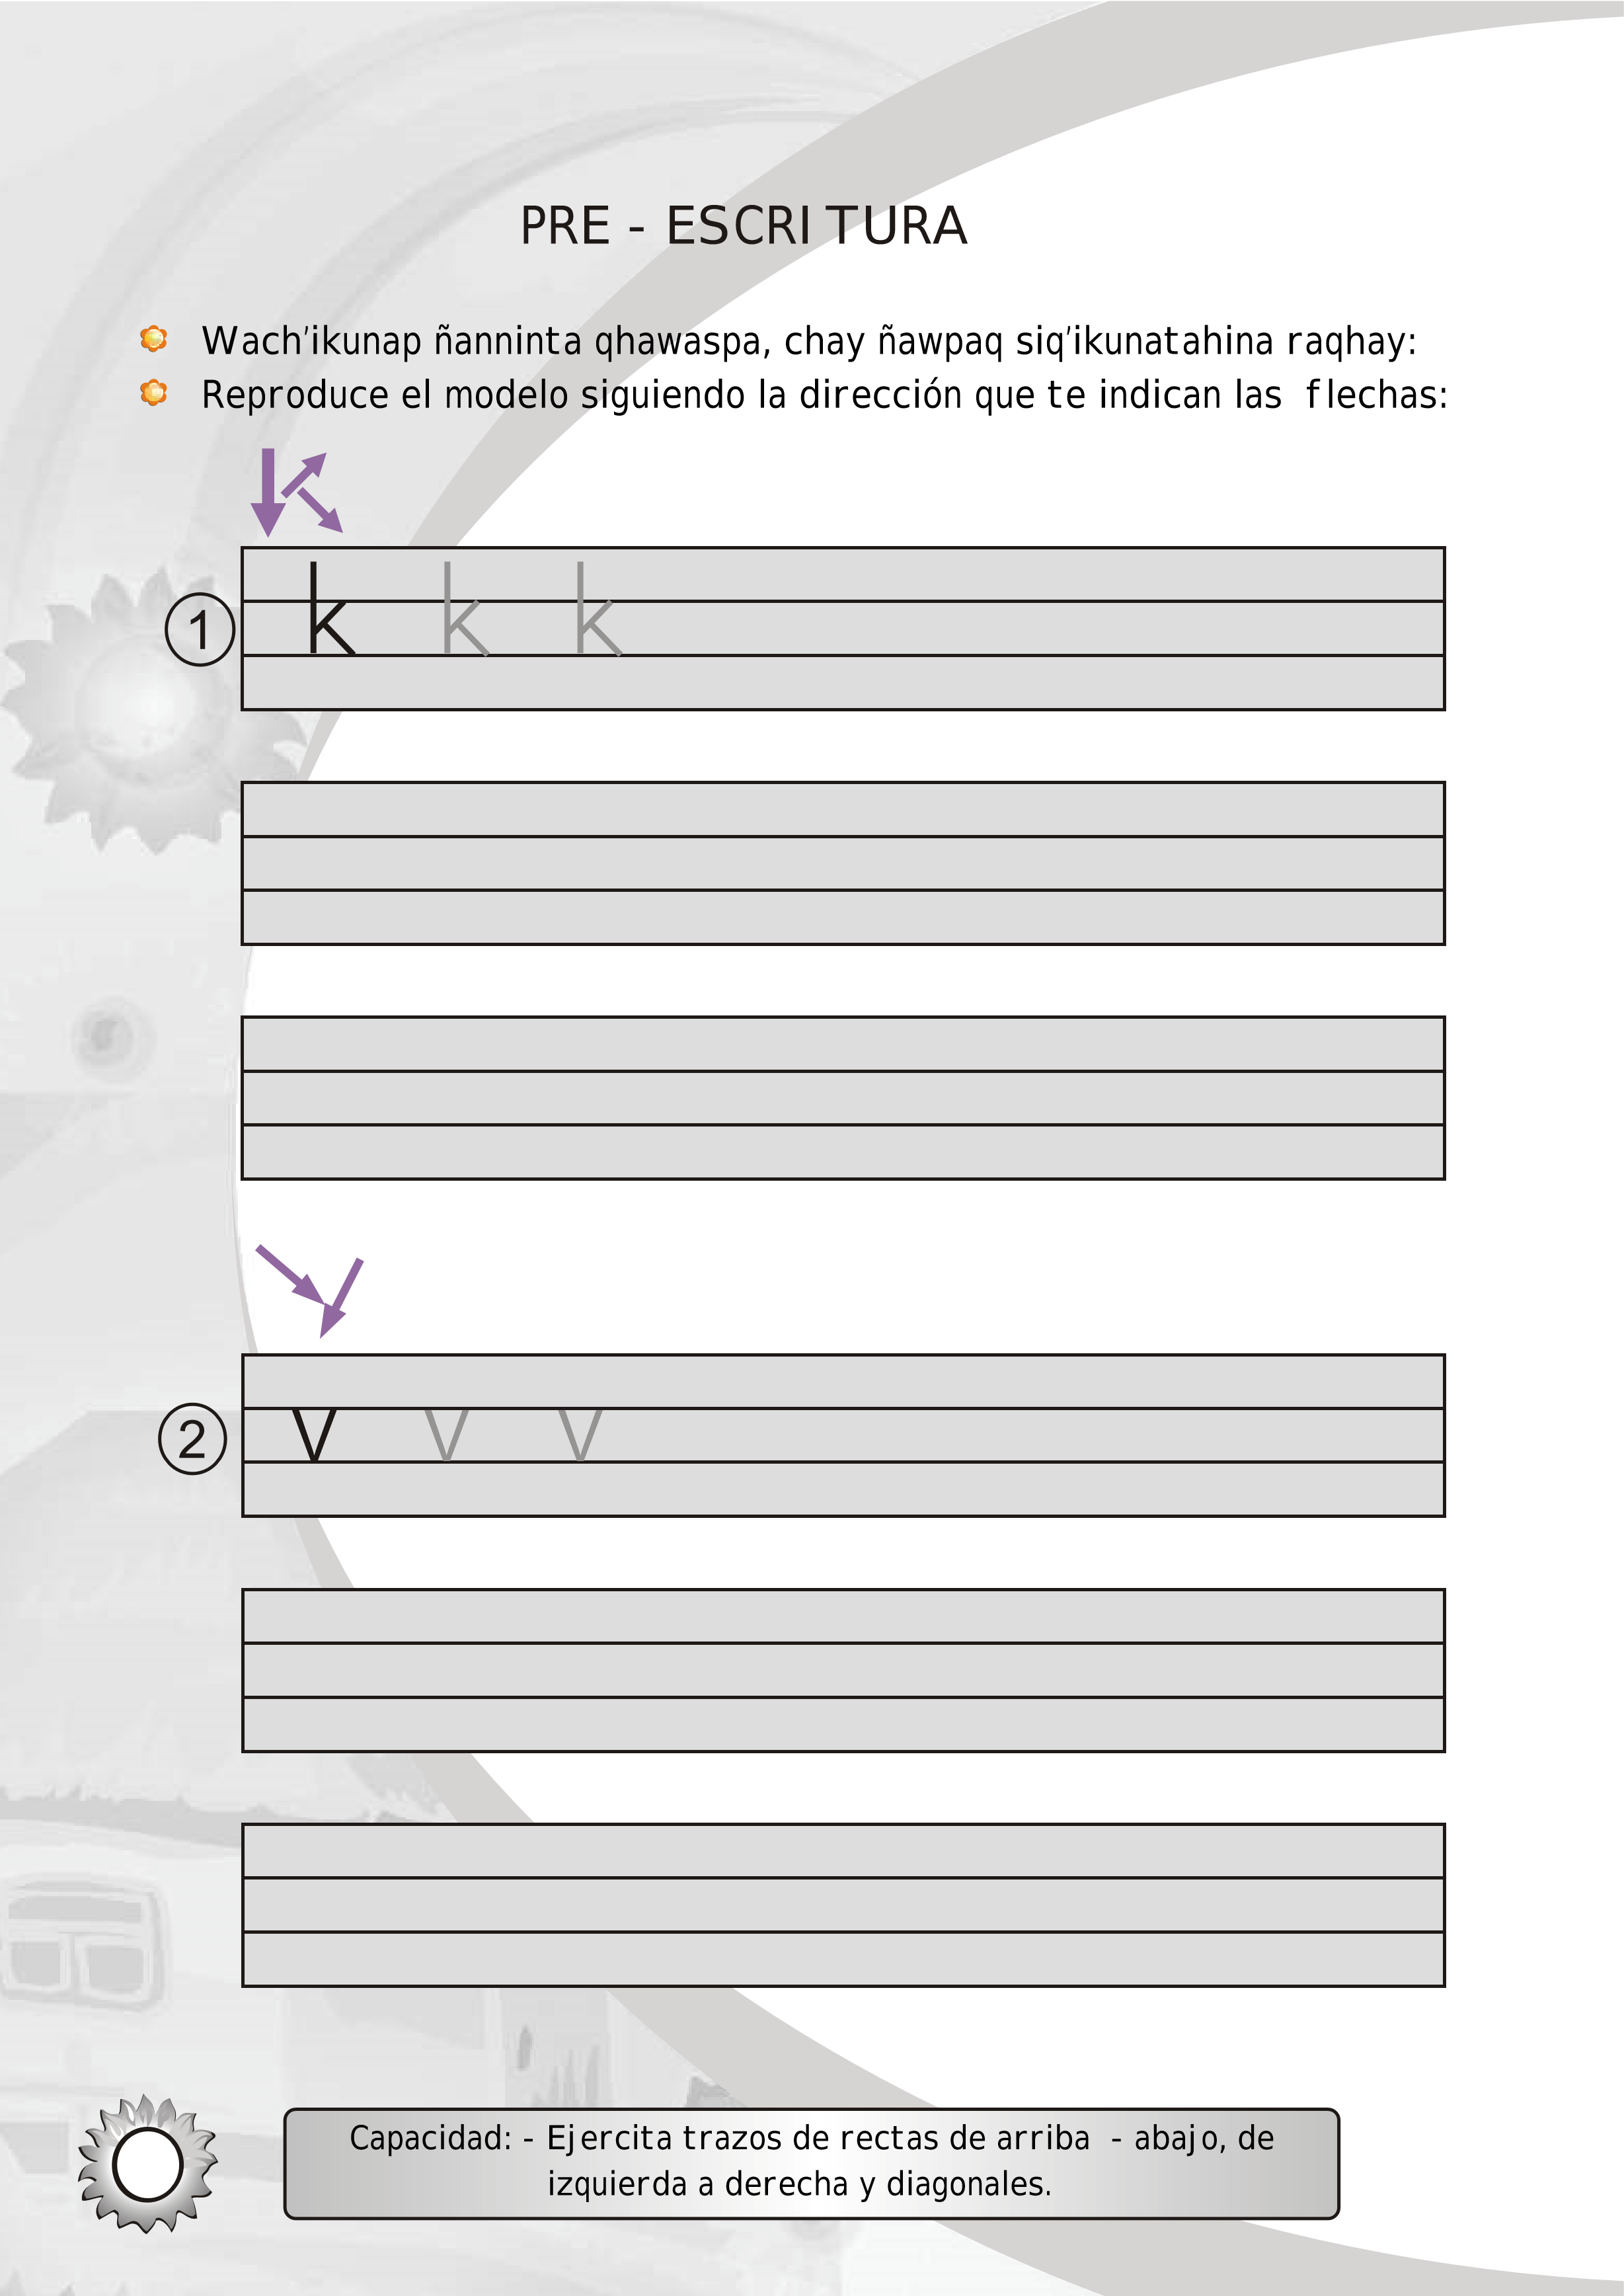 PRE - ESCRITURA
Wach'ikunap ñanninta qhawaspa, chay ñawpaq siq'ikunatahina raqhay:
Reproduce el modelo siguiendo la dirección que te indican las flechas:
1 k k k
2 v v v
Capacidad: - Ejercita trazos de rectas de arriba - abajo, de
izquierda a derecha y diagonales.